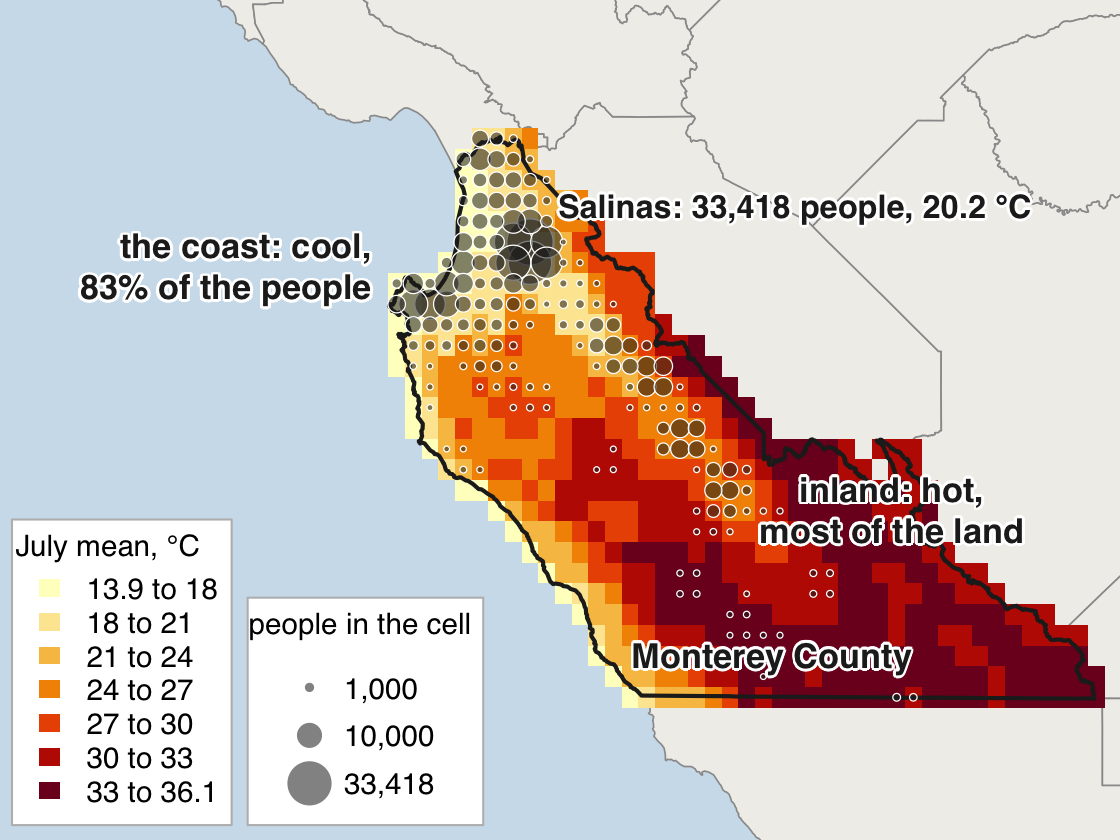 Salinas: 33,418 people, 20.2 °C
the coast: cool,
83% of the people
inland: hot,
most of the land
Monterey County
July mean, °C
13.9 to 18
18 to 21
21 to 24
24 to 27
27 to 30
30 to 33
33 to 36.1
people in the cell
1,000
10,000
33,418